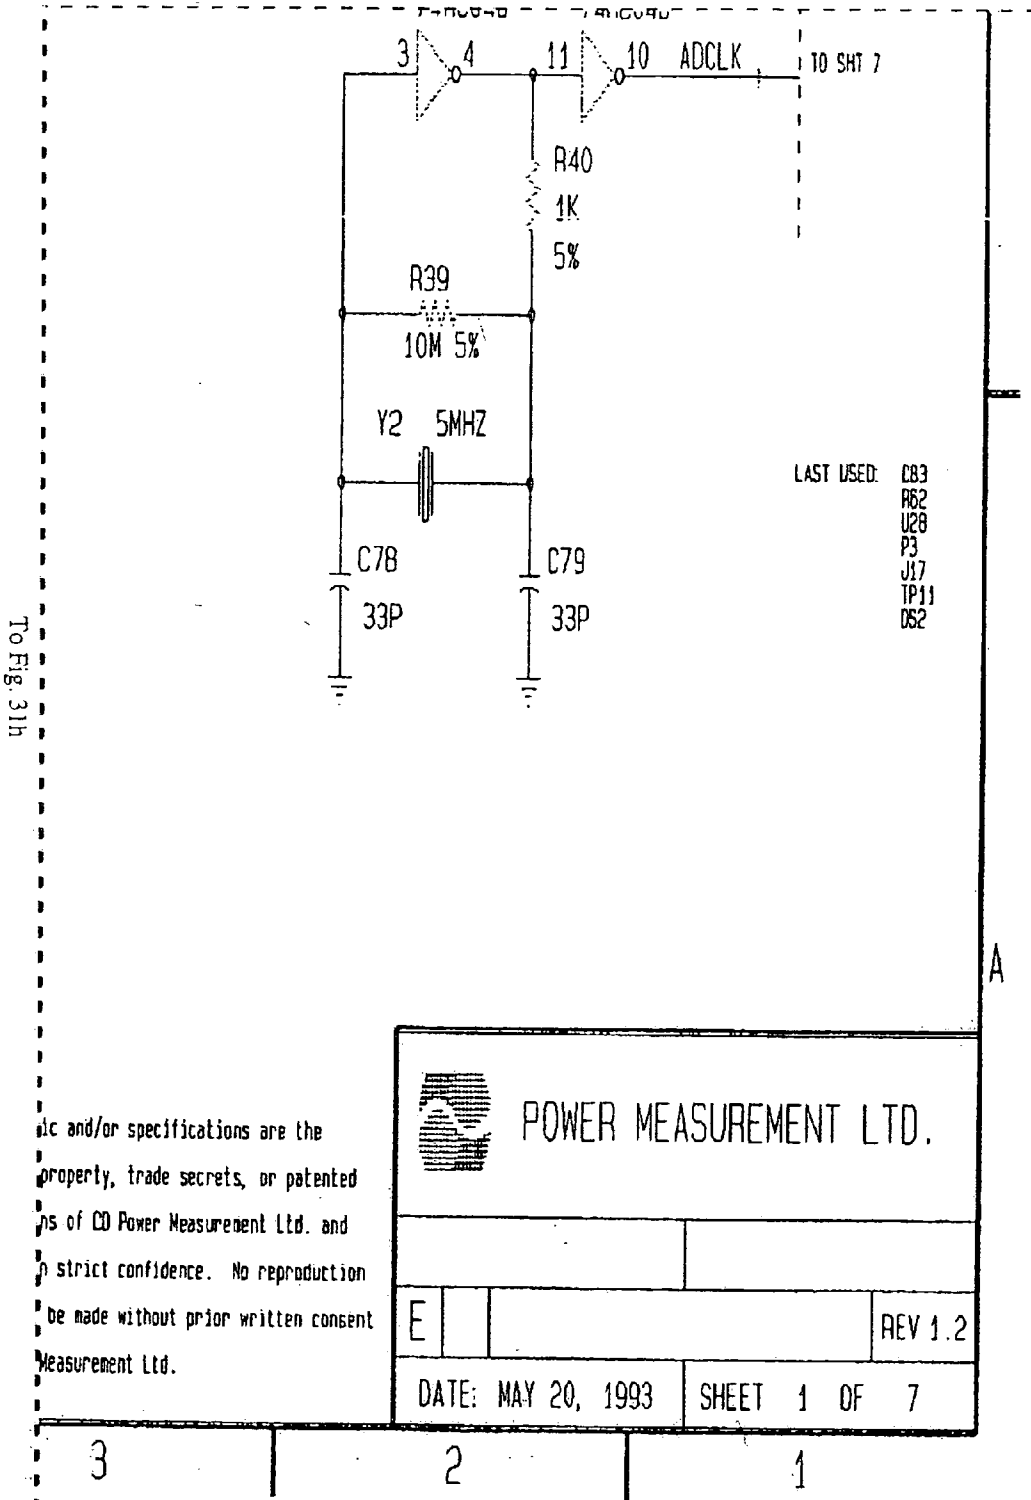 3 4 11 10 ADCLK TO SHT 7
R40
1K
5%
R39
10M 5%
Y2 5MHZ
LAST USED: C83
R62
U28
P3
J17
TP11
D52
C78
33P
C79
33P
To Fig. 31h
A
POWER MEASUREMENT LTD.
ic and/or specifications are the
property, trade secrets, or patented
ns of CD Power Measurement Ltd. and
n strict confidence. No reproduction
be made without prior written consent
Measurement Ltd.
E REV 1.2
DATE: MAY 20, 1993 SHEET 1 OF 7
3 2 1